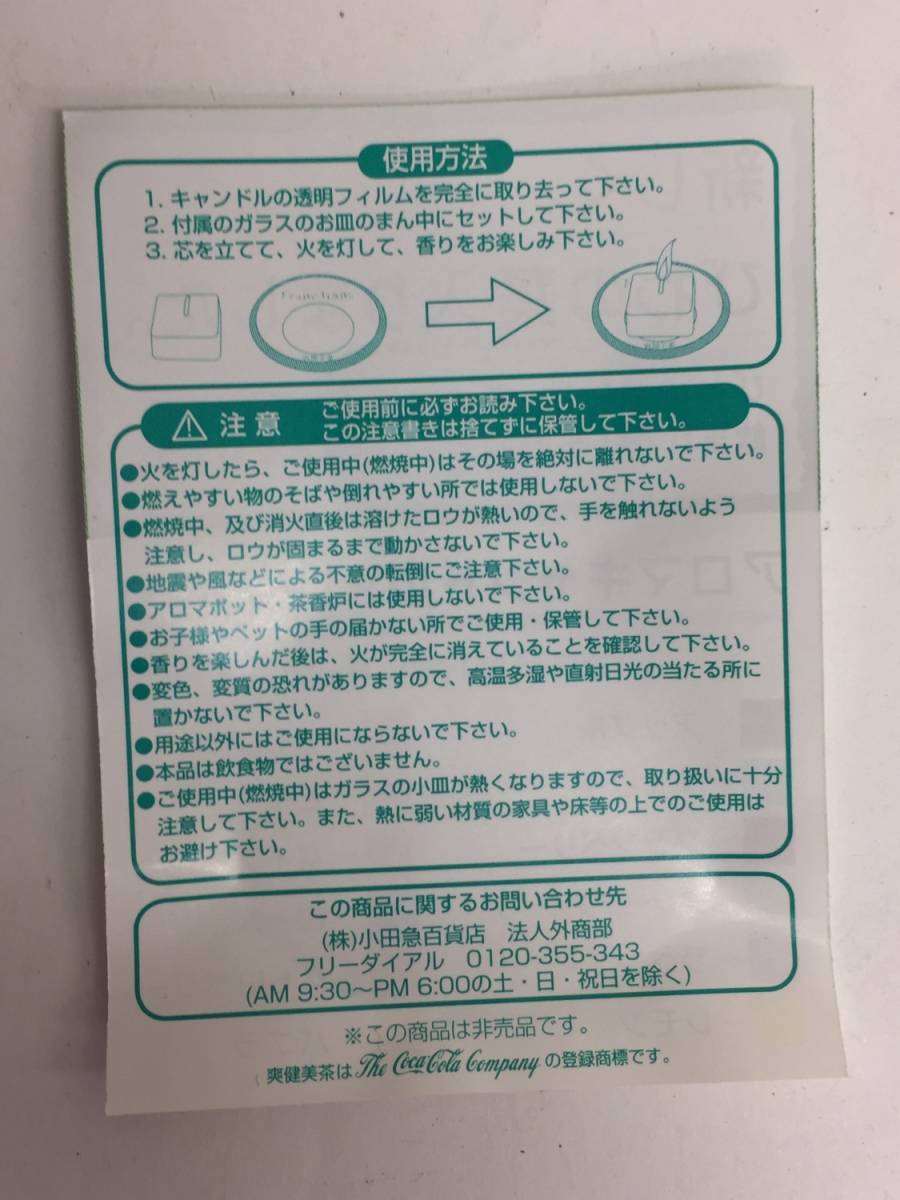 使用方法
1. キャンドルの透明フィルムを完全に取り去って下さい。
2. 付属のガラスのお皿のまん中にセットして下さい。
3. 芯を立てて、火を灯して、香りをお楽しみ下さい。
注意
ご使用前に必ずお読み下さい。
この注意書きは捨てずに保管して下さい。
●火を灯したら、ご使用中(燃焼中)はその場を絶対に離れないで下さい。
●燃えやすい物のそばや倒れやすい所では使用しないで下さい。
●燃焼中、及び消火直後は溶けたロウが熱いので、手を触れないよう
注意し、ロウが固まるまで動かさないで下さい。
●地震や風などによる不意の転倒にご注意下さい。
●アロマポット・茶香炉には使用しないで下さい。
●お子様やペットの手の届かない所でご使用・保管して下さい。
●香りを楽しんだ後は、火が完全に消えていることを確認して下さい。
●変色、変質の恐れがありますので、高温多湿や直射日光の当たる所に
置かないで下さい。
●用途以外にはご使用にならないで下さい。
●本品は飲食物ではございません。
●ご使用中(燃焼中)はガラスの小皿が熱くなりますので、取り扱いに十分
注意して下さい。また、熱に弱い材質の家具や床等の上でのご使用は
お避け下さい。
この商品に関するお問い合わせ先
(株)小田急百貨店 法人外商部
フリーダイアル 0120-355-343
(AM 9:30〜PM 6:00の土・日・祝日を除く)
※この商品は非売品です。
爽健美茶は The Coca-Cola Company の登録商標です。